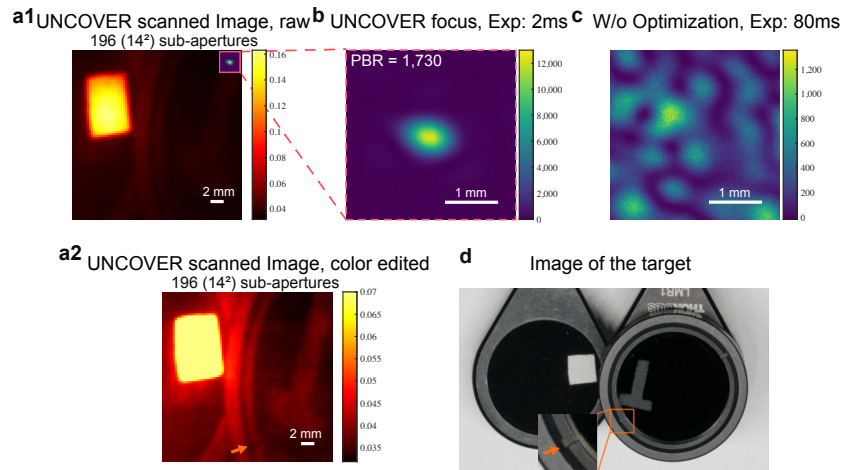 a1 UNCOVER scanned Image, raw
196 (14²) sub-apertures
0.16
0.14
0.12
0.1
0.08
0.06
0.04
2 mm
b UNCOVER focus, Exp: 2ms
PBR = 1,730
12,000
10,000
8,000
6,000
4,000
2,000
0
1 mm
c W/o Optimization, Exp: 80ms
1,200
1,000
800
600
400
200
0
1 mm
a2 UNCOVER scanned Image, color edited
196 (14²) sub-apertures
0.07
0.065
0.06
0.055
0.05
0.045
0.04
0.035
2 mm
d Image of the target
THORLABS
LMR1